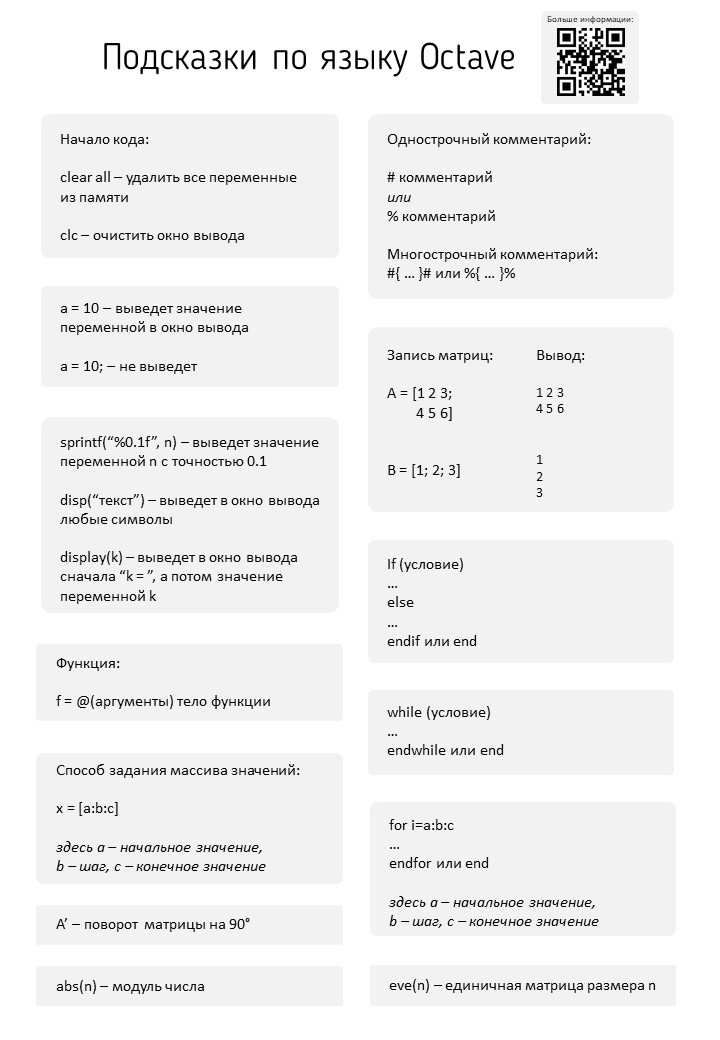 Больше информации:
Подсказки по языку Octave
Начало кода:
clear all – удалить все переменные
из памяти
clc – очистить окно вывода
a = 10 – выведет значение
переменной в окно вывода
a = 10; – не выведет
sprintf(“%0.1f”, n) – выведет значение
переменной n с точностью 0.1
disp(“текст”) – выведет в окно вывода
любые символы
display(k) – выведет в окно вывода
сначала “k = ”, а потом значение
переменной k
Функция:
f = @(аргументы) тело функции
Способ задания массива значений:
x = [a:b:c]
здесь a – начальное значение,
b – шаг, c – конечное значение
A’ – поворот матрицы на 90°
abs(n) – модуль числа
Однострочный комментарий:
# комментарий
или
% комментарий
Многострочный комментарий:
#{ ... }# или %{ ... }%
Запись матриц:
A = [1 2 3;
4 5 6]
B = [1; 2; 3]
Вывод:
1 2 3
4 5 6
1
2
3
If (условие)
...
else
...
endif или end
while (условие)
...
endwhile или end
for i=a:b:c
...
endfor или end
здесь a – начальное значение,
b – шаг, c – конечное значение
eve(n) – единичная матрица размера n